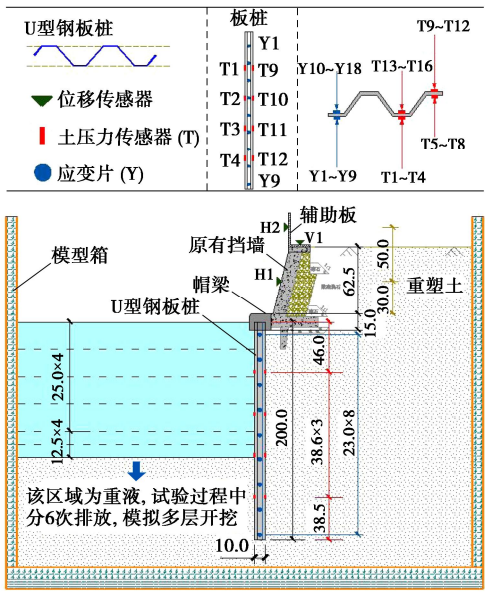 U型钢板桩
位移传感器
土压力传感器 (T)
应变片 (Y)
板桩
Y1
T1 T9
T2 T10
T3 T11
T4 T12
Y9
T9~T12
Y10~Y18 T13~T16
T5~T8
Y1~Y9 T1~T4
辅助板
H2
V1
原有挡墙
模型箱
H1
50.0
62.5
30.0
重塑土
帽梁
U型钢板桩
15.0
46.0
25.0×4
200.0
38.6×3
23.0×8
12.5×4
该区域为重液, 试验过程中
分6次排放, 模拟多层开挖
38.5
10.0